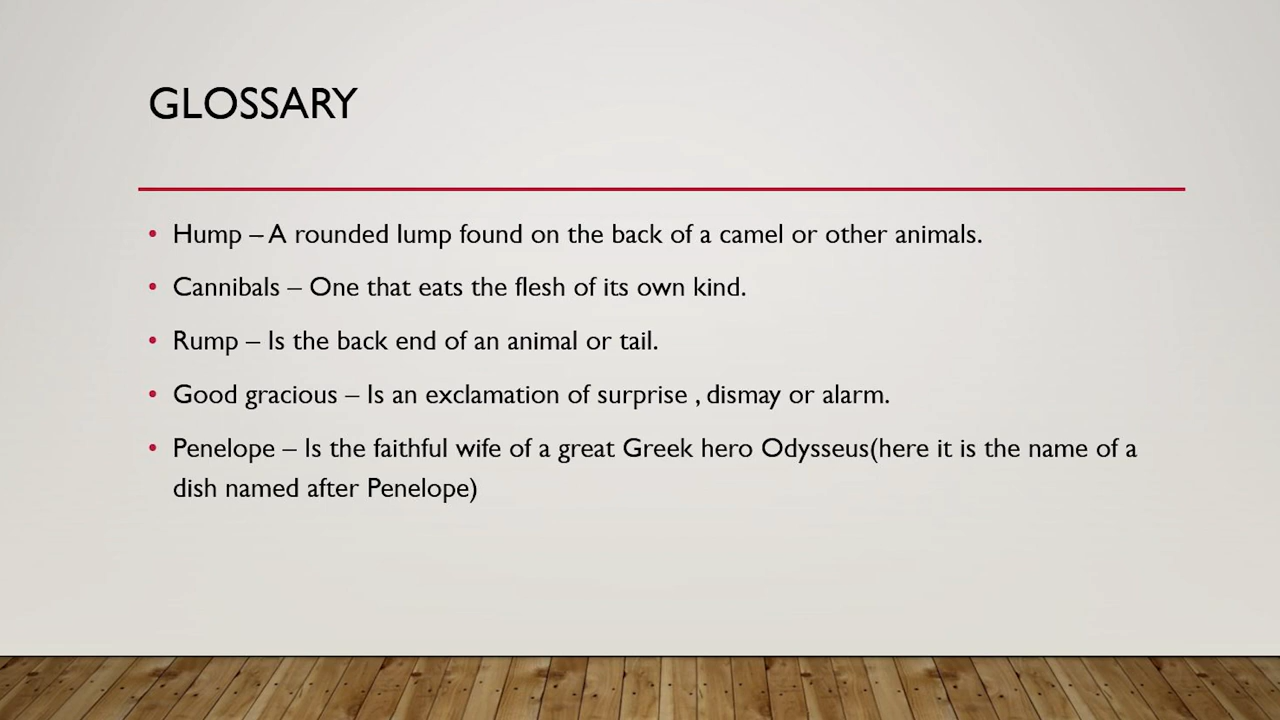 GLOSSARY
• Hump – A rounded lump found on the back of a camel or other animals.
• Cannibals – One that eats the flesh of its own kind.
• Rump – Is the back end of an animal or tail.
• Good gracious – Is an exclamation of surprise , dismay or alarm.
• Penelope – Is the faithful wife of a great Greek hero Odysseus(here it is the name of a
dish named after Penelope)